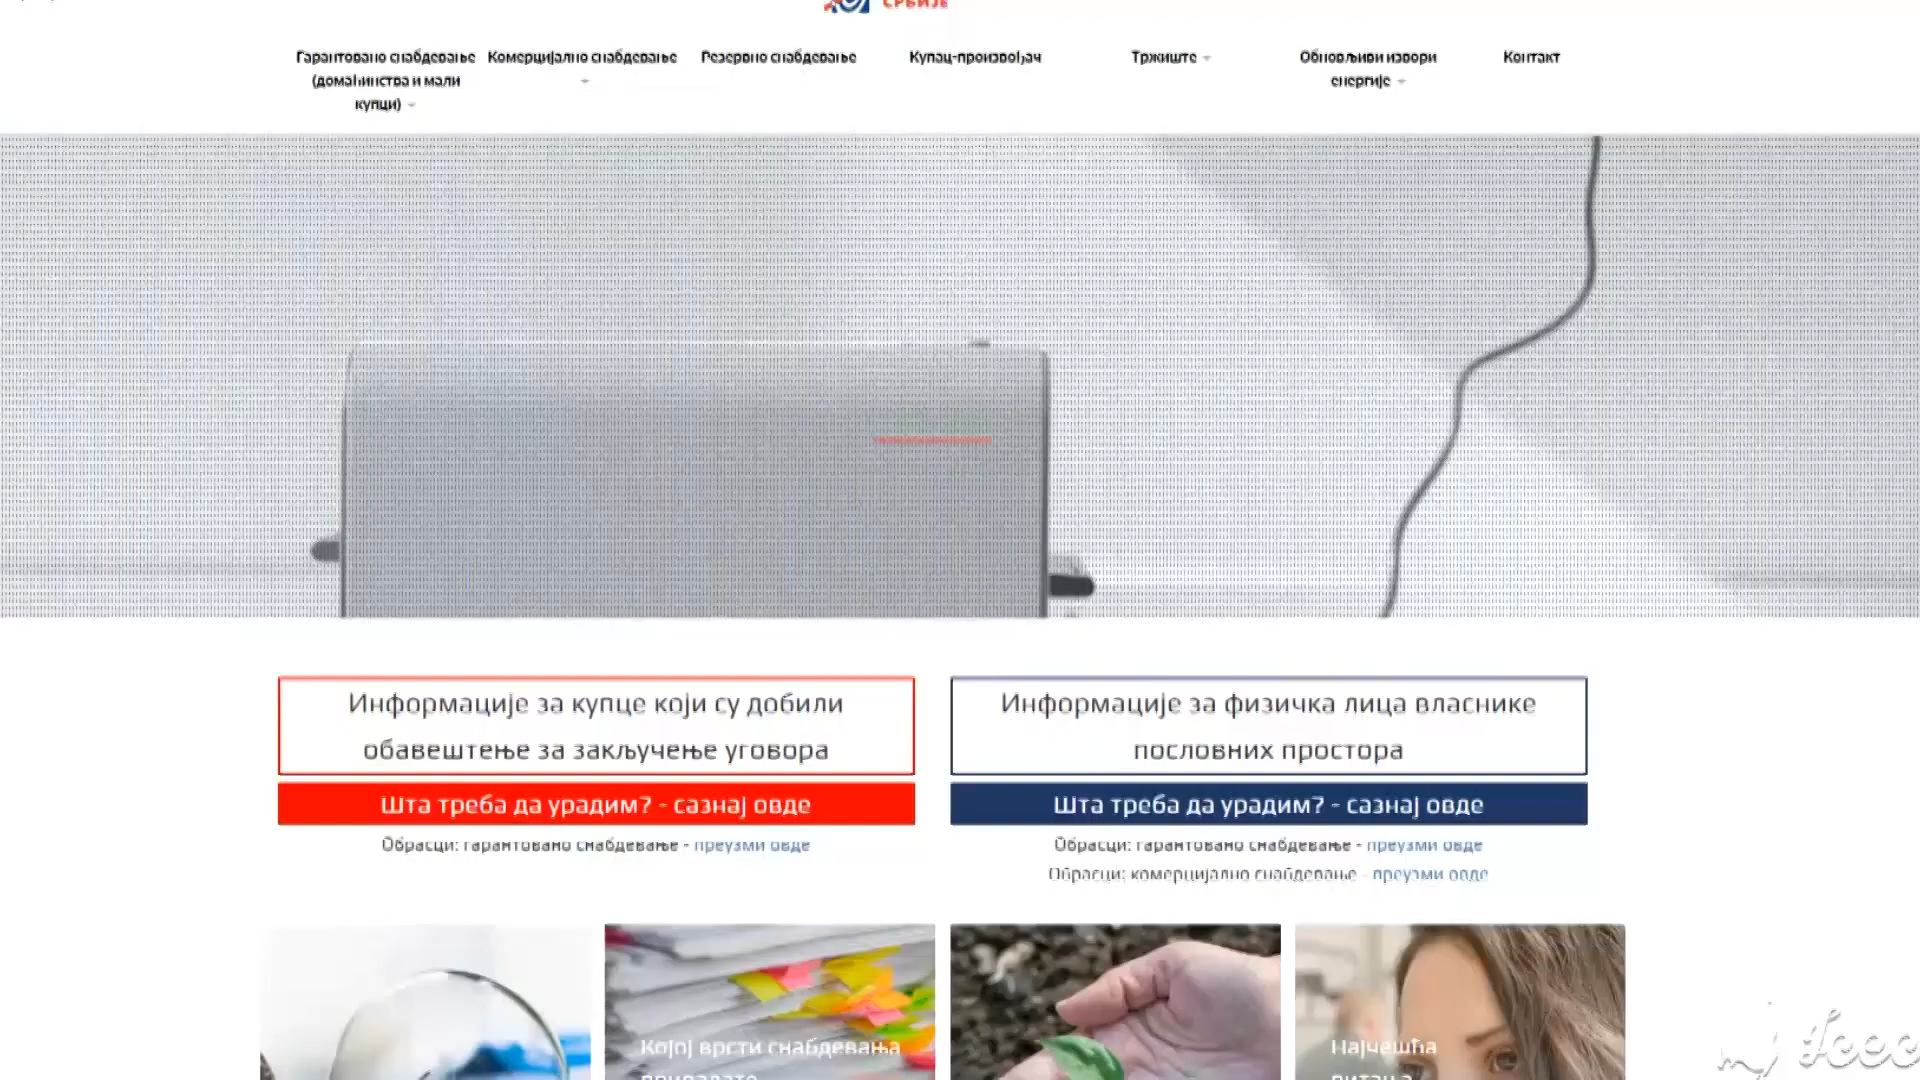 СРБИЈЕ
Гарантовано снабдевање
(домаћинства и мали
купци)
Комерцијално снабдевање
Резервно снабдевање
Купац-произвођач
Тржиште
Обновљиви извори
енергије
Контакт
Информације за купце који су добили
обавештење за закључење уговора
Шта треба да урадим? - сазнај овде
Обрасци: гарантовано снабдевање - преузми овде
Информације за физичка лица власнике
пословних простора
Шта треба да урадим? - сазнај овде
Обрасци: гарантовано снабдевање - преузми овде
Обрасци: комерцијално снабдевање - преузми овде
Којој врсти снабдевања
припадате
Најчешћа
питања